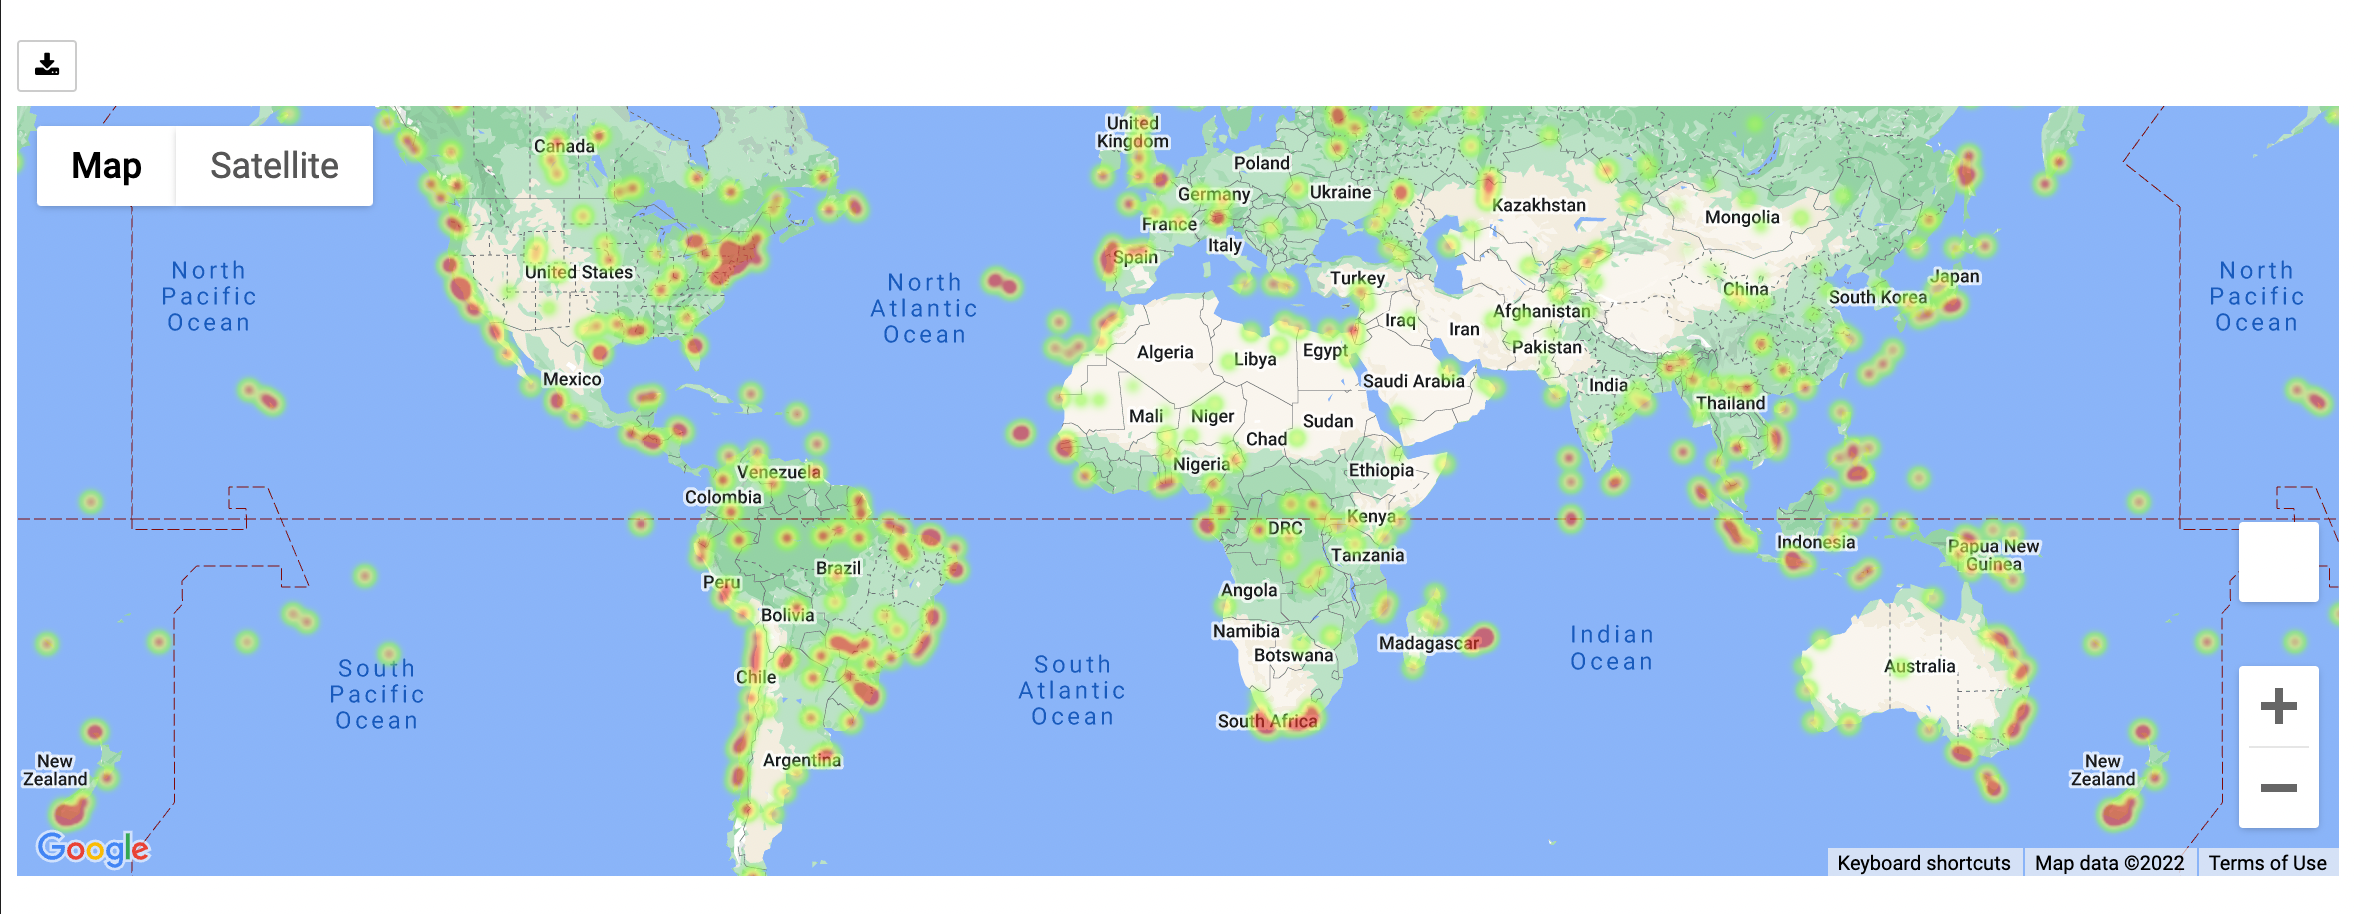 Map
Satellite
Canada
United States
Mexico
North
Pacific
Ocean
North
Atlantic
Ocean
Venezuela
Colombia
Brazil
Peru
Bolivia
Chile
Argentina
South
Pacific
Ocean
New
Zealand
South
Atlantic
Ocean
United
Kingdom
Poland
Germany
Ukraine
France
Italy
Spain
Turkey
Kazakhstan
Mongolia
Afghanistan
Iraq
Iran
Pakistan
China
South Korea
Japan
Algeria
Libya
Egypt
Saudi Arabia
India
Thailand
Mali
Niger
Chad
Sudan
Nigeria
Ethiopia
DRC
Kenya
Tanzania
Angola
Namibia
Botswana
Madagascar
South Africa
Indian
Ocean
Indonesia
Papua New
Guinea
Australia
North
Pacific
Ocean
New
Zealand
Google
Keyboard shortcuts
Map data ©2022
Terms of Use